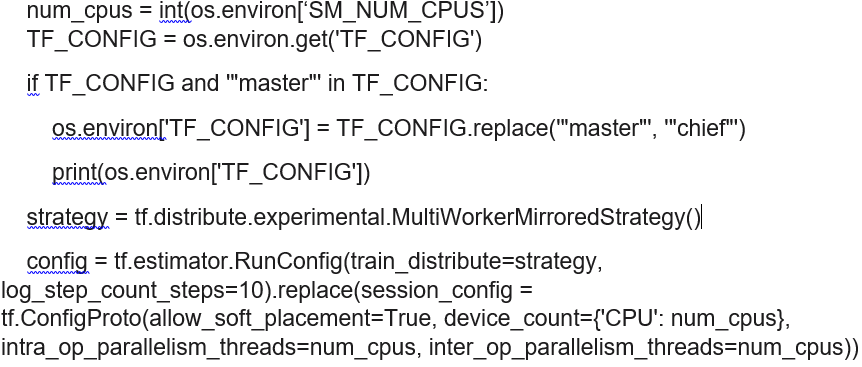 num_cpus = int(os.environ[‘SM_NUM_CPUS’])
TF_CONFIG = os.environ.get('TF_CONFIG')
if TF_CONFIG and '"master"' in TF_CONFIG:
os.environ['TF_CONFIG'] = TF_CONFIG.replace('"master"', '"chief"')
print(os.environ['TF_CONFIG'])
strategy = tf.distribute.experimental.MultiWorkerMirroredStrategy()
config = tf.estimator.RunConfig(train_distribute=strategy,
log_step_count_steps=10).replace(session_config =
tf.ConfigProto(allow_soft_placement=True, device_count={'CPU': num_cpus},
intra_op_parallelism_threads=num_cpus, inter_op_parallelism_threads=num_cpus))